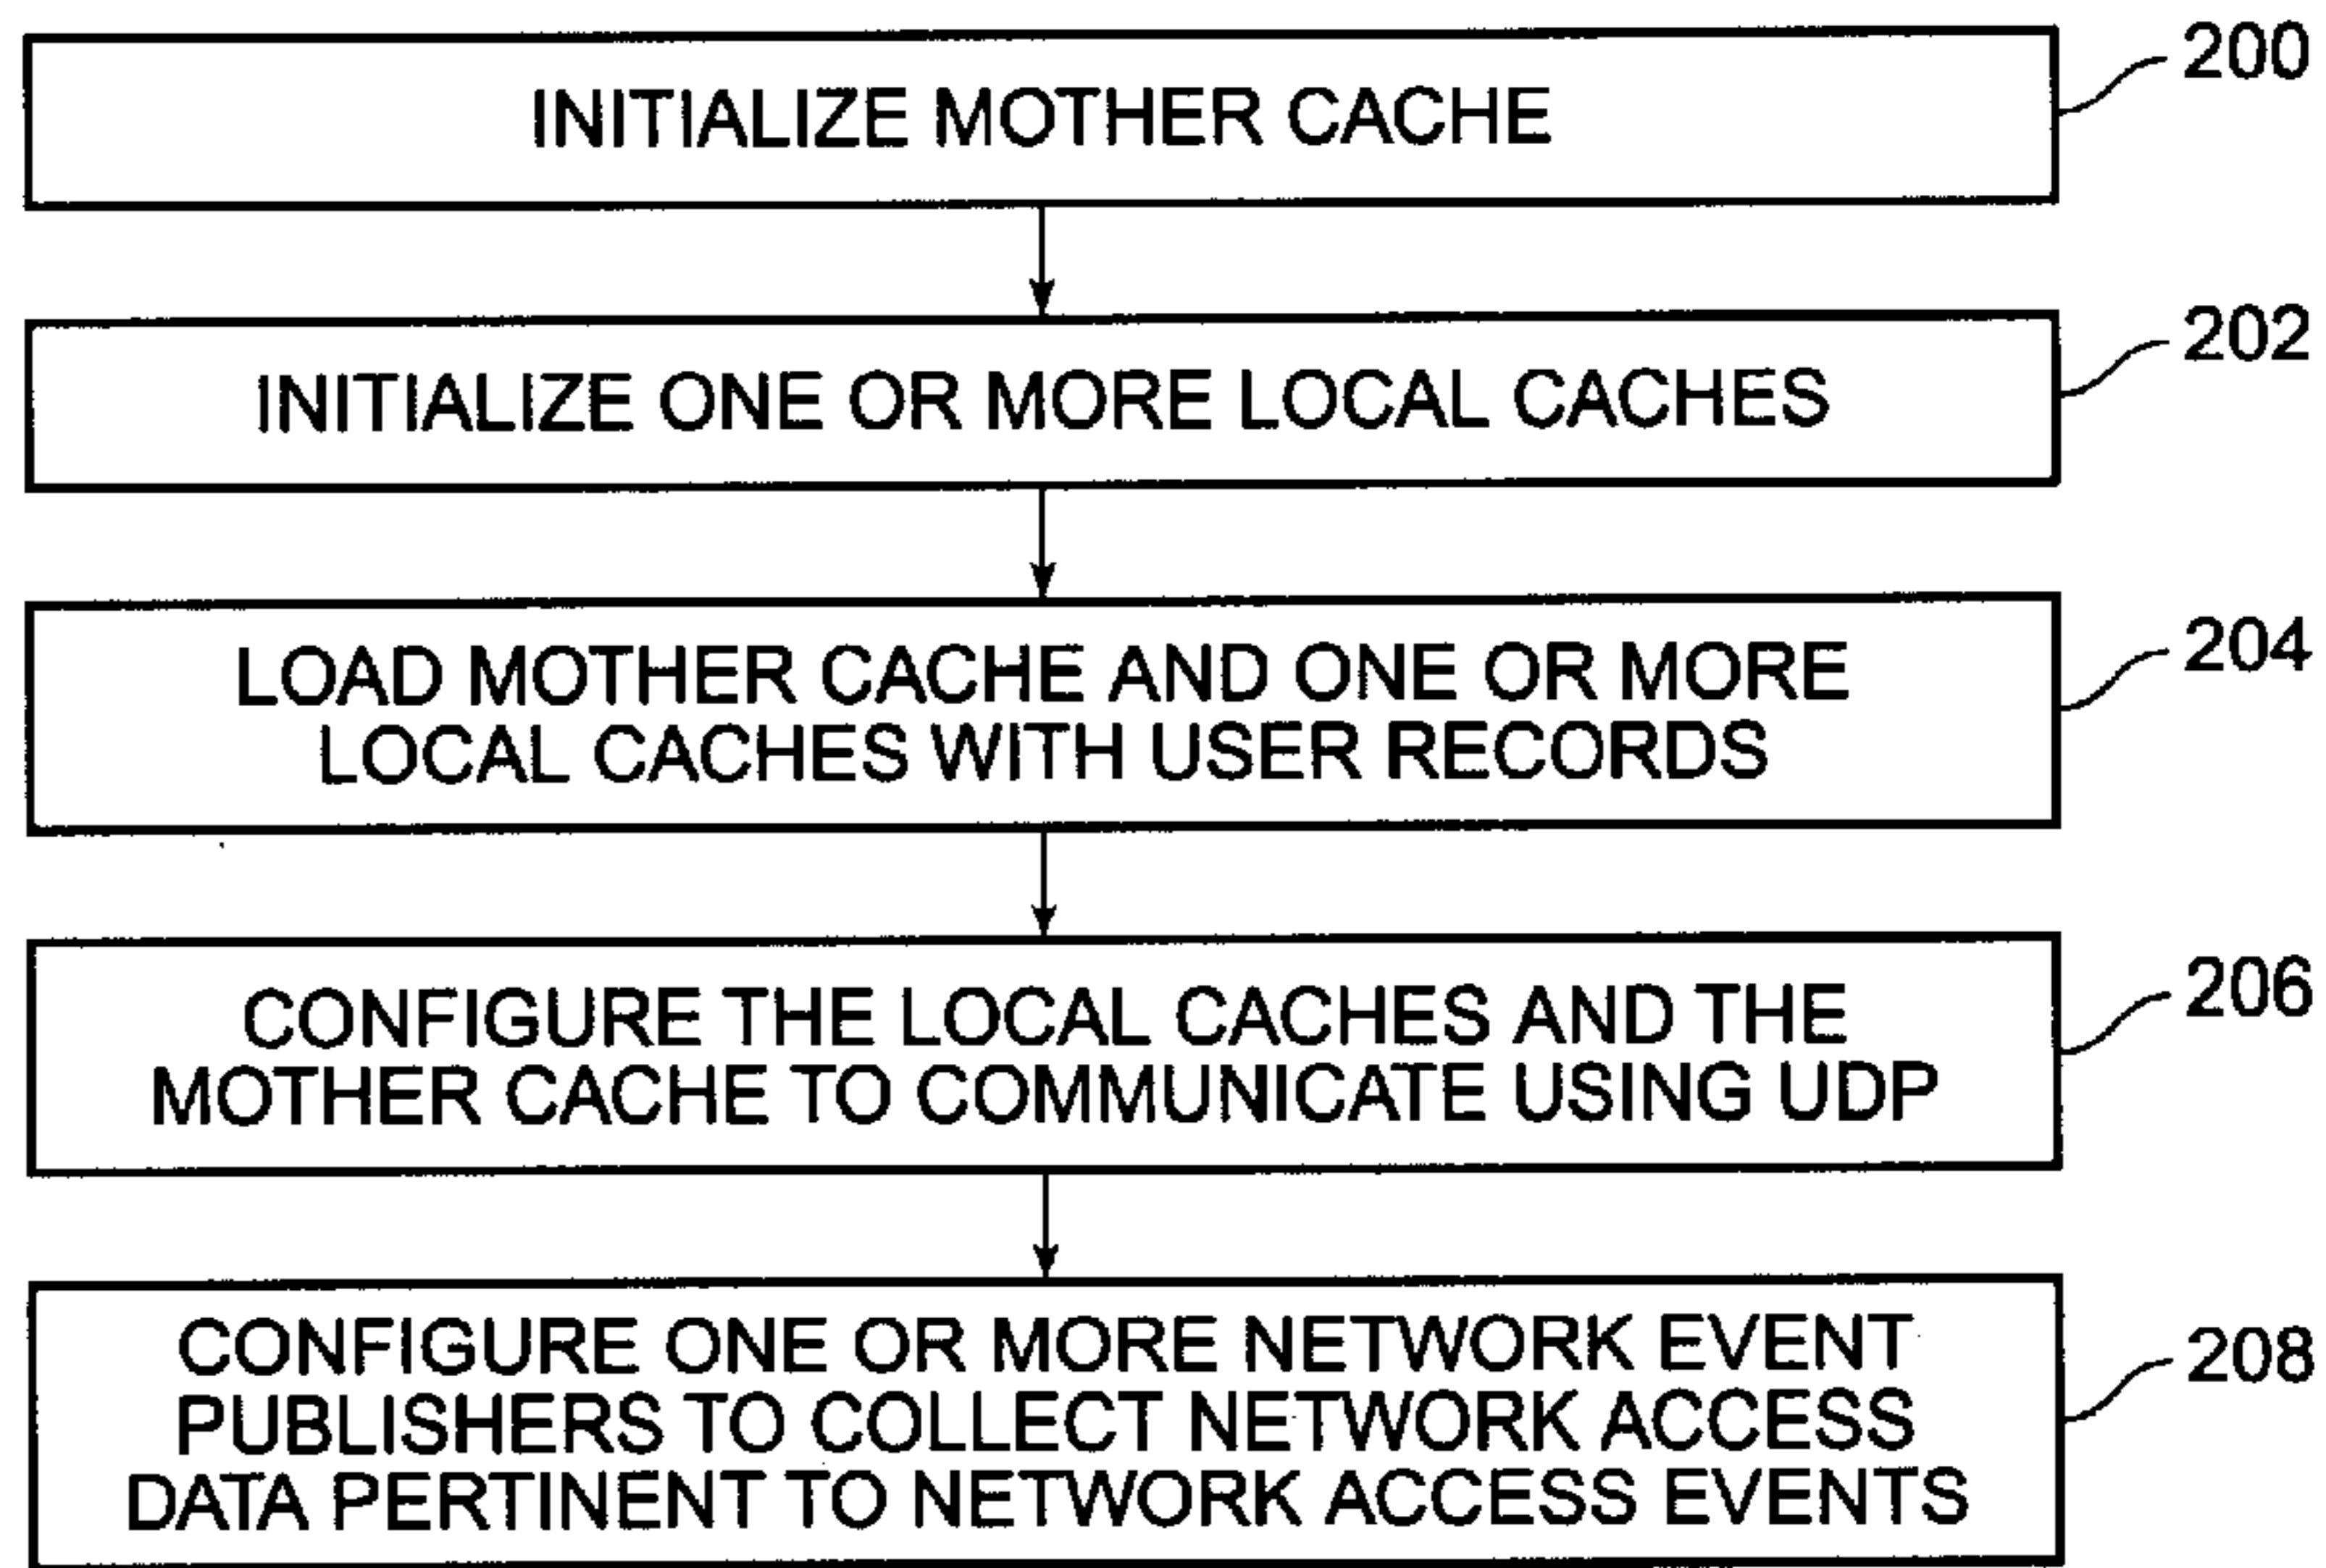 INITIALIZE MOTHER CACHE
200
INITIALIZE ONE OR MORE LOCAL CACHES
202
LOAD MOTHER CACHE AND ONE OR MORE
LOCAL CACHES WITH USER RECORDS
204
CONFIGURE THE LOCAL CACHES AND THE
MOTHER CACHE TO COMMUNICATE USING UDP
206
CONFIGURE ONE OR MORE NETWORK EVENT
PUBLISHERS TO COLLECT NETWORK ACCESS
DATA PERTINENT TO NETWORK ACCESS EVENTS
208